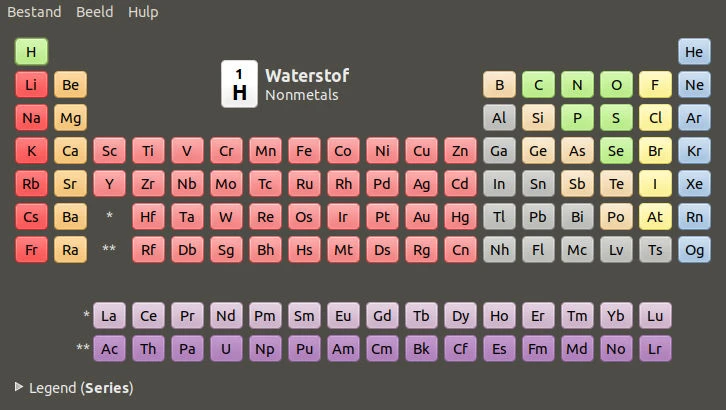 Bestand Beeld Hulp
H He
1
H Waterstof
Nonmetals
Li Be B C N O F Ne
Na Mg Al Si P S Cl Ar
K Ca Sc Ti V Cr Mn Fe Co Ni Cu Zn Ga Ge As Se Br Kr
Rb Sr Y Zr Nb Mo Tc Ru Rh Pd Ag Cd In Sn Sb Te I Xe
Cs Ba * Hf Ta W Re Os Ir Pt Au Hg Tl Pb Bi Po At Rn
Fr Ra ** Rf Db Sg Bh Hs Mt Ds Rg Cn Nh Fl Mc Lv Ts Og
* La Ce Pr Nd Pm Sm Eu Gd Tb Dy Ho Er Tm Yb Lu
** Ac Th Pa U Np Pu Am Cm Bk Cf Es Fm Md No Lr
Legend (Series)